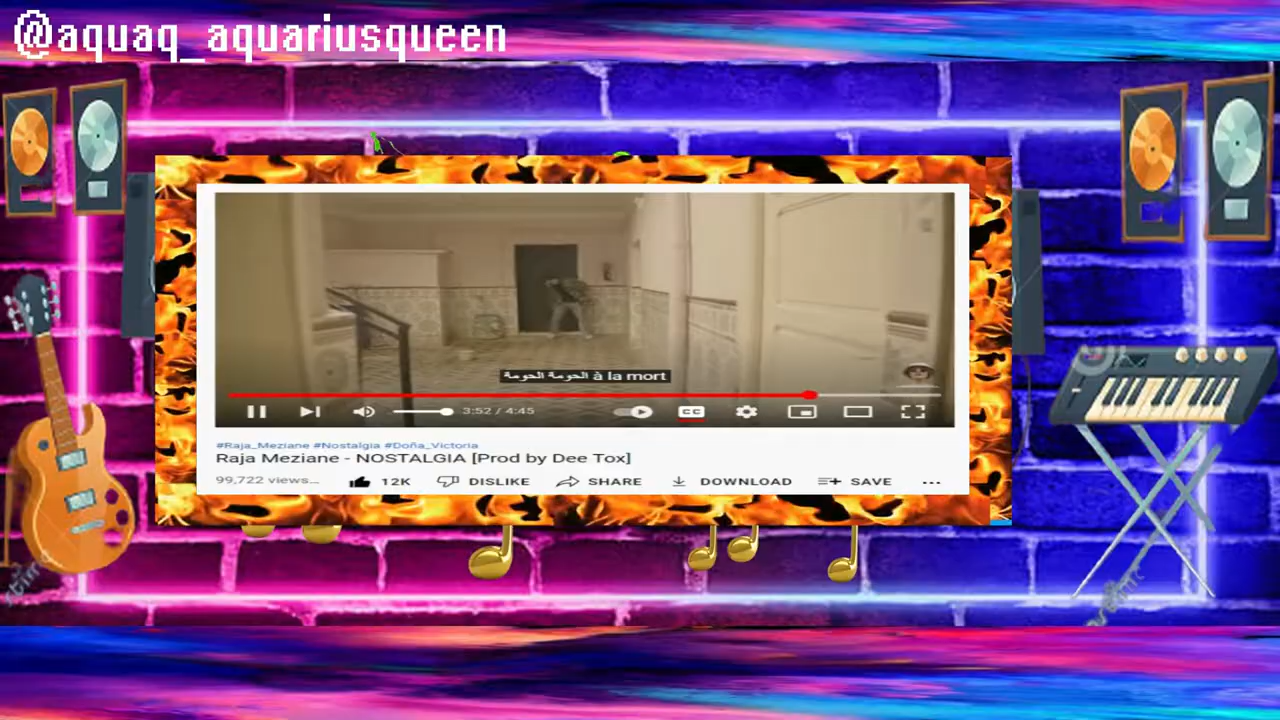 @aquaq_aquariusqueen
الحومة الحومة à la mort
3:52 / 4:45
CC
#Raja_Meziane #Nostalgia #Doña_Victoria
Raja Meziane - NOSTALGIA [Prod by Dee Tox]
99,722 views... 12K DISLIKE SHARE DOWNLOAD SAVE ...